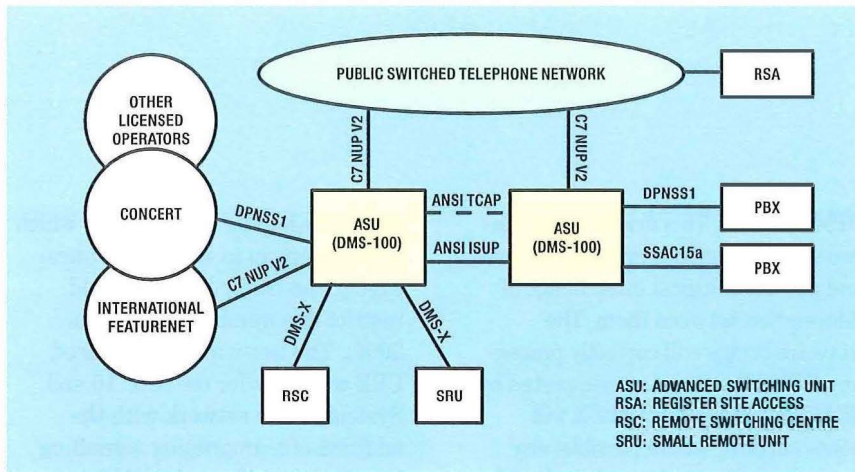 PUBLIC SWITCHED TELEPHONE NETWORK
RSA
OTHER
LICENSED
OPERATORS
CONCERT
INTERNATIONAL
FEATURENET
C7 NUP V2
C7 NUP V2
DPNSS1
C7 NUP V2
ASU
(DMS-100)
ANSI TCAP
ANSI ISUP
ASU
(DMS-100)
DPNSS1
PBX
SSAC15a
PBX
DMS-X
DMS-X
RSC
SRU
ASU: ADVANCED SWITCHING UNIT
RSA: REGISTER SITE ACCESS
RSC: REMOTE SWITCHING CENTRE
SRU: SMALL REMOTE UNIT